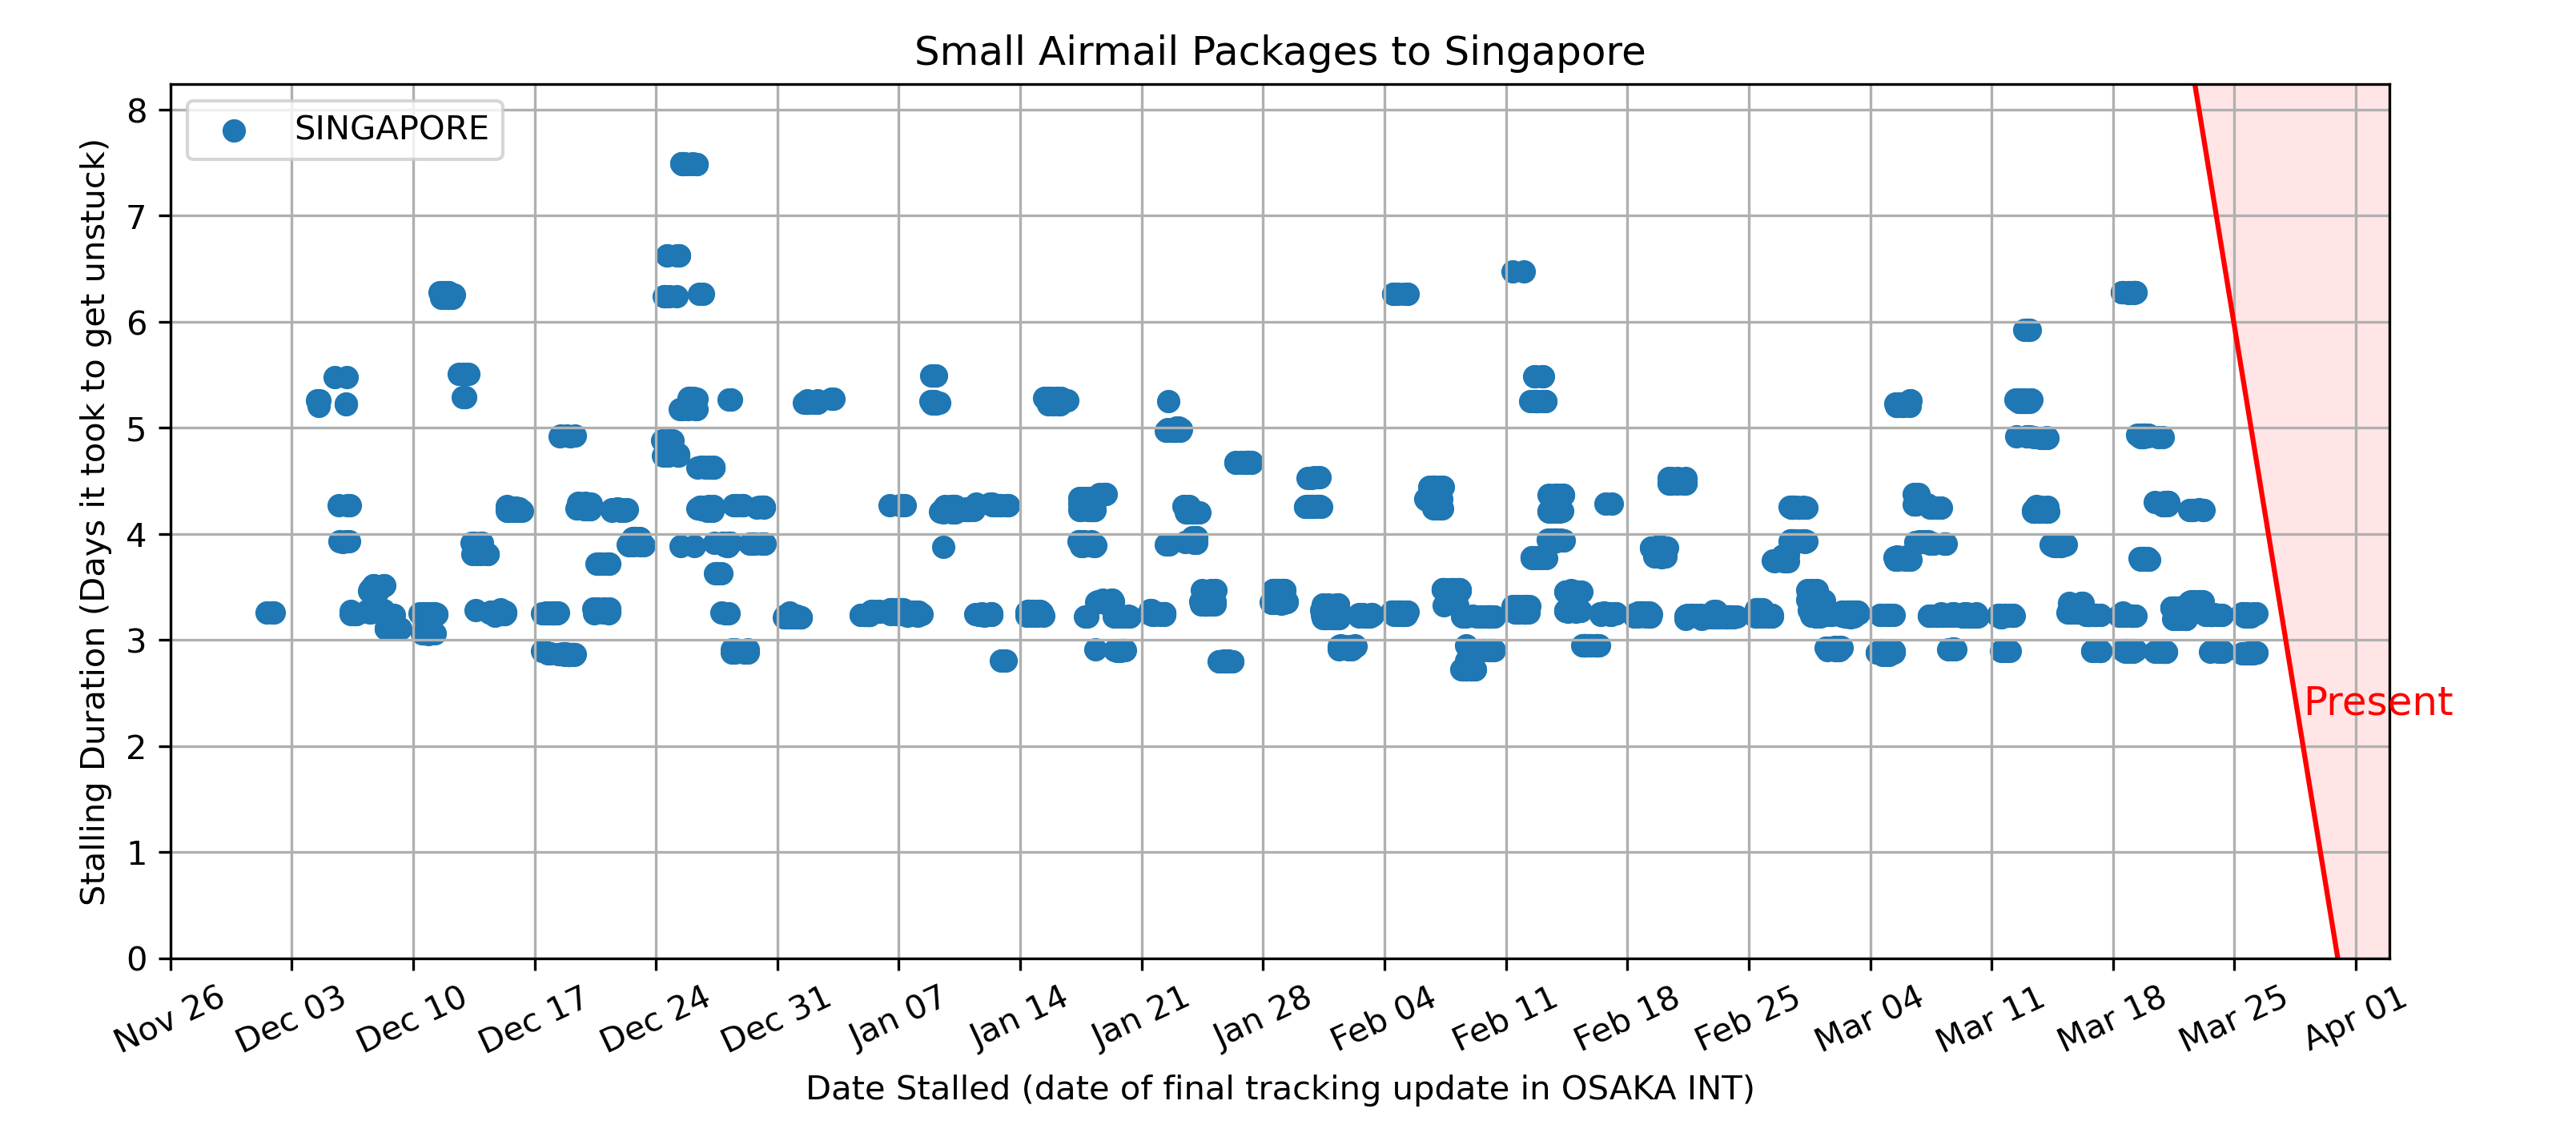 Small Airmail Packages to Singapore
SINGAPORE
Stalling Duration (Days it took to get unstuck)
8
7
6
5
4
3
2
1
0
Present
Nov 26 Dec 03 Dec 10 Dec 17 Dec 24 Dec 31 Jan 07 Jan 14 Jan 21 Jan 28 Feb 04 Feb 11 Feb 18 Feb 25 Mar 04 Mar 11 Mar 18 Mar 25 Apr 01
Date Stalled (date of final tracking update in OSAKA INT)